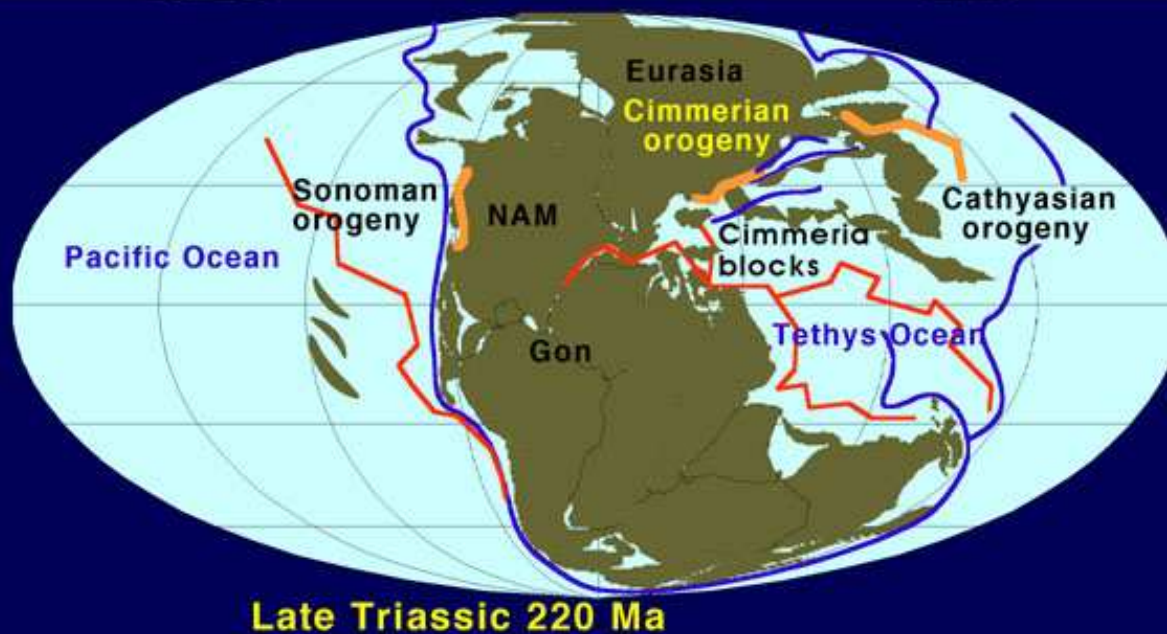 Eurasia
Cimmerian
orogeny
Sonoman
orogeny
NAM
Cathyasian
orogeny
Pacific Ocean
Cimmeria
blocks
Tethys Ocean
Gon
Late Triassic 220 Ma